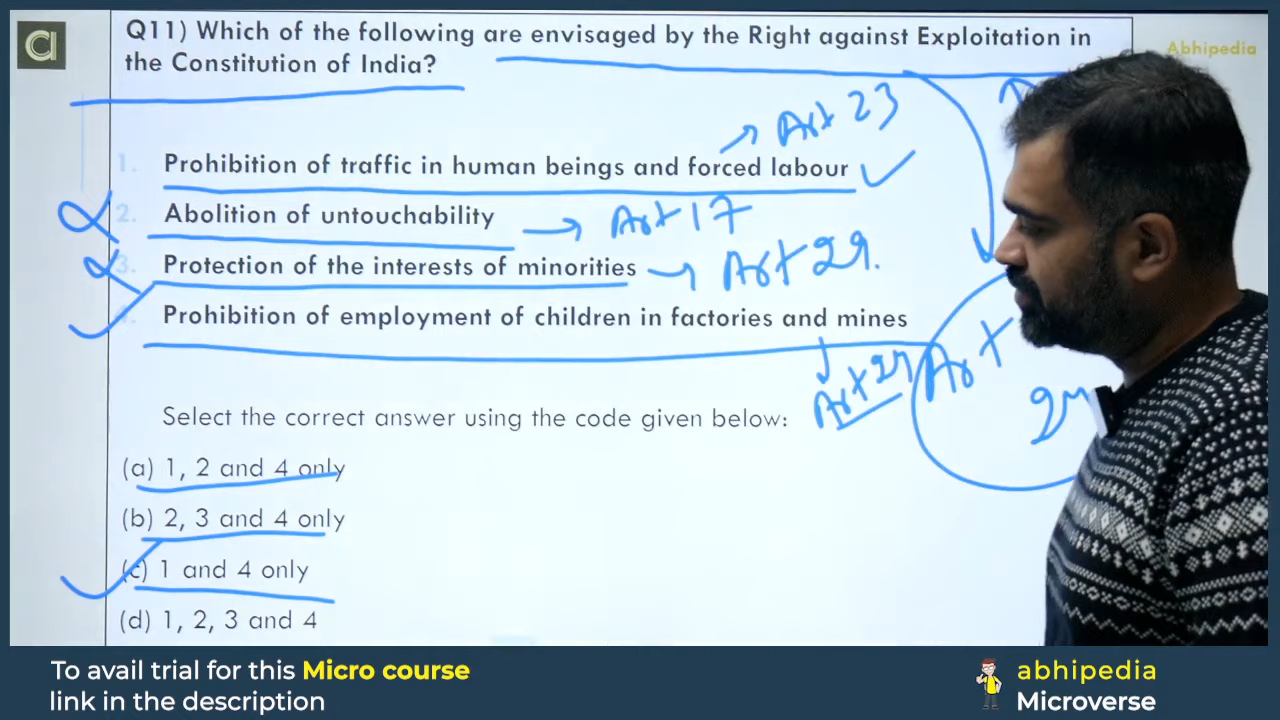 Q11) Which of the following are envisaged by the Right against Exploitation in
Abhipedia
the Constitution of India?
Art 23
1. Prohibition of traffic in human beings and forced labour
2. Abolition of untouchability
Art 17
3. Protection of the interests of minorities
Art 29.
Prohibition of employment of children in factories and mines
Art
Art
Select the correct answer using the code given below:
(a) 1, 2 and 4 only
(b) 2, 3 and 4 only
(c) 1 and 4 only
(d) 1, 2, 3 and 4
To avail trial for this Micro course
link in the description
abhipedia
Microverse